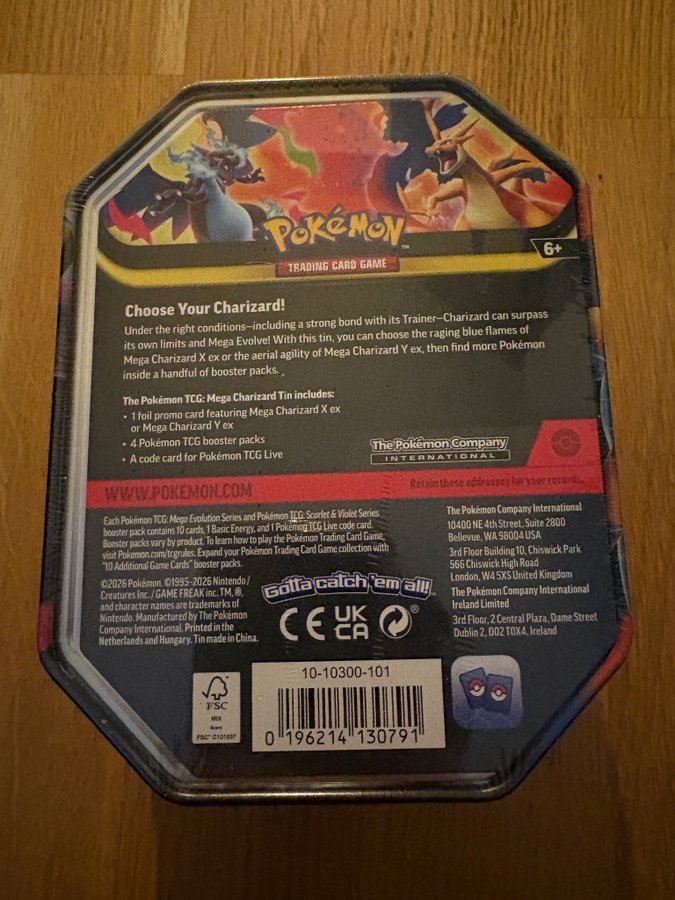 POKéMON™
TRADING CARD GAME
6+
Choose Your Charizard!
Under the right conditions—including a strong bond with its Trainer—Charizard can surpass
its own limits and Mega Evolve! With this tin, you can choose the raging blue flames of
Mega Charizard X ex or the aerial agility of Mega Charizard Y ex, then find more Pokémon
inside a handful of booster packs.
The Pokémon TCG: Mega Charizard Tin includes:
• 1 foil promo card featuring Mega Charizard X ex
or Mega Charizard Y ex
• 4 Pokémon TCG booster packs
• A code card for Pokémon TCG Live
The Pokémon Company
INTERNATIONAL
WWW.POKEMON.COM
Retain these addresses for your records.
Each Pokémon TCG: Mega Evolution Series and Pokémon TCG: Scarlet & Violet Series
booster pack contains 10 cards, 1 Basic Energy, and 1 Pokémon TCG Live code card.
Booster packs vary by product. To learn how to play the Pokémon Trading Card Game,
visit Pokemon.com/tcgrules. Expand your Pokémon Trading Card Game collection with
"10 Additional Game Cards" booster packs.
©2026 Pokémon. ©1995-2026 Nintendo/
Creatures Inc./GAME FREAK inc. TM, ®,
and character names are trademarks of
Nintendo. Manufactured by The Pokémon
Company International. Printed in the
Netherlands and Hungary. Tin made in China.
Gotta catch 'em all!™
CE UK
CA ®
The Pokémon Company International
10400 NE 4th Street, Suite 2800
Bellevue, WA 98004 USA
3rd Floor Building 10, Chiswick Park
566 Chiswick High Road
London, W4 5XS United Kingdom
The Pokémon Company International
Ireland Limited
3rd Floor, 2 Central Plaza, Dame Street
Dublin 2, D02 T0X4, Ireland
FSC
MIX
Board
FSC® C101537
10-10300-101
0 196214 130791